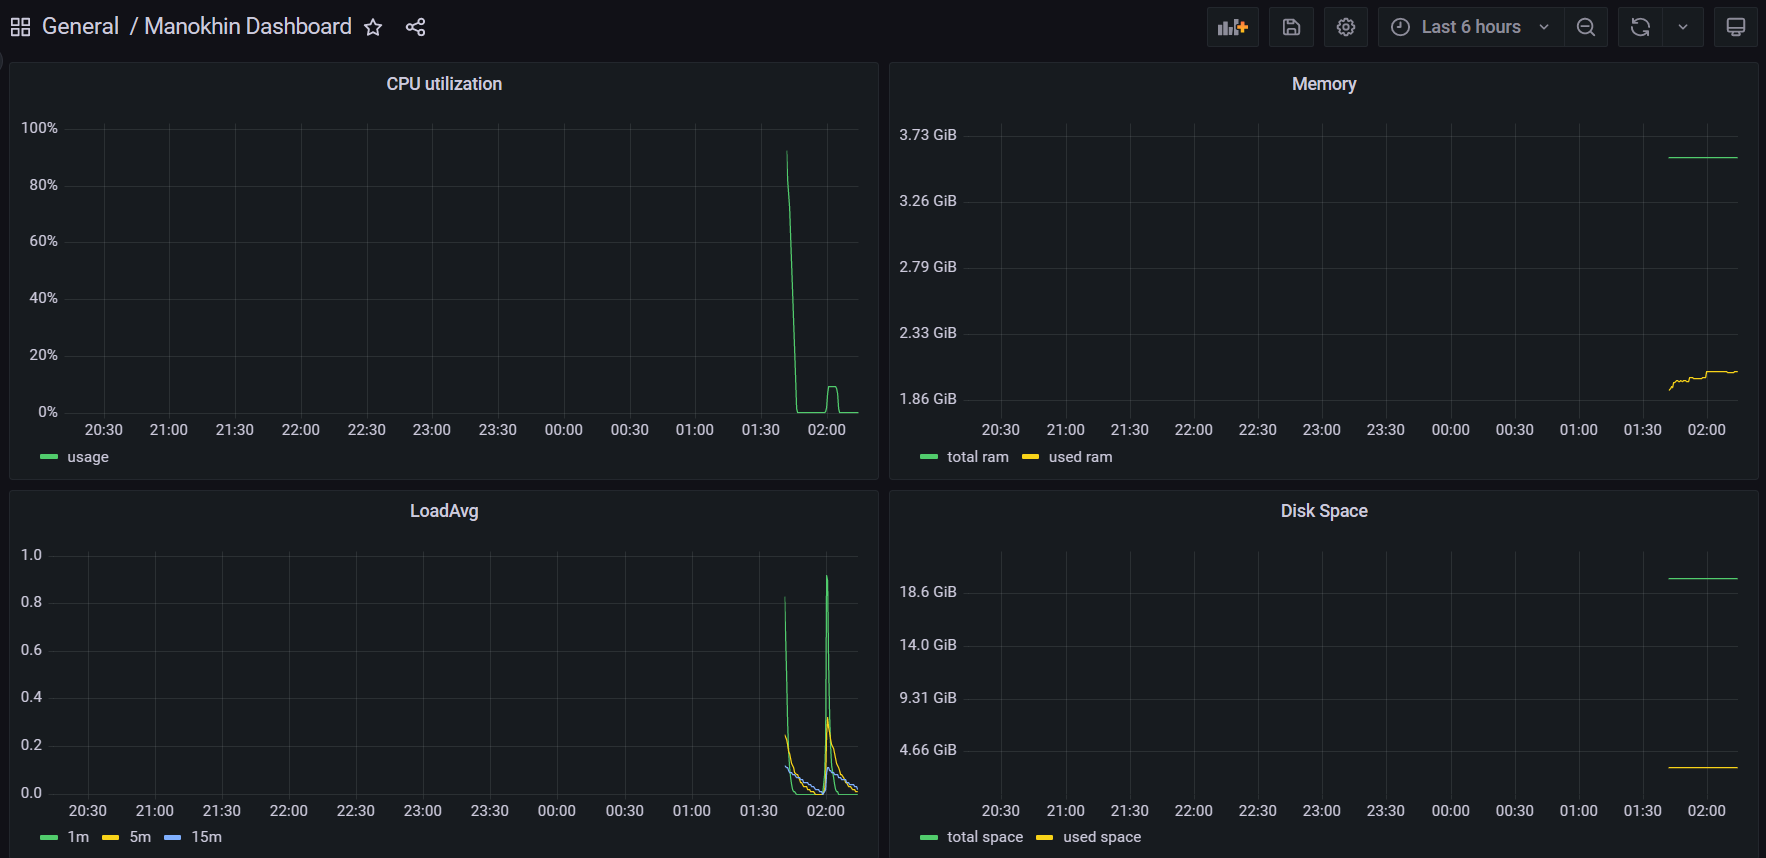 General / Manokhin Dashboard
Last 6 hours
CPU utilization
100%
80%
60%
40%
20%
0%
20:30 21:00 21:30 22:00 22:30 23:00 23:30 00:00 00:30 01:00 01:30 02:00
usage
Memory
3.73 GiB
3.26 GiB
2.79 GiB
2.33 GiB
1.86 GiB
20:30 21:00 21:30 22:00 22:30 23:00 23:30 00:00 00:30 01:00 01:30 02:00
total ram used ram
LoadAvg
1.0
0.8
0.6
0.4
0.2
0.0
20:30 21:00 21:30 22:00 22:30 23:00 23:30 00:00 00:30 01:00 01:30 02:00
1m 5m 15m
Disk Space
18.6 GiB
14.0 GiB
9.31 GiB
4.66 GiB
20:30 21:00 21:30 22:00 22:30 23:00 23:30 00:00 00:30 01:00 01:30 02:00
total space used space